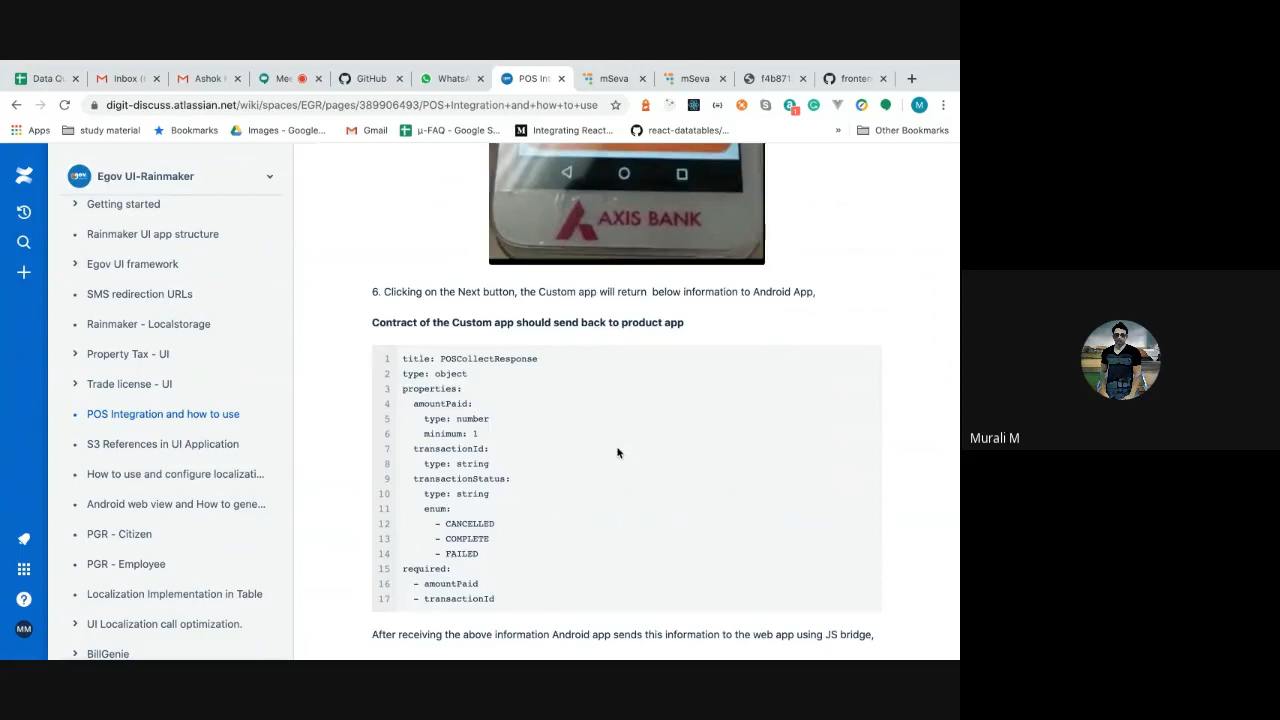 Data Qu
Inbox (
Ashok
Mee
GitHub
WhatsA
POS Int
mSeva
mSeva
f4b871
fronten
digit-discuss.atlassian.net/wiki/spaces/EGR/pages/389906493/POS+Integration+and+how+to+use
M
Apps
study material
Bookmarks
Images - Google...
Gmail
µ-FAQ - Google S...
Integrating React...
react-datatables/...
»
Other Bookmarks
Egov UI-Rainmaker
Getting started
Rainmaker UI app structure
Egov UI framework
SMS redirection URLs
Rainmaker - Localstorage
Property Tax - UI
Trade license - UI
POS Integration and how to use
S3 References in UI Application
How to use and configure localizati...
Android web view and How to gene...
PGR - Citizen
PGR - Employee
Localization Implementation in Table
UI Localization call optimization.
BillGenie
MM
AXIS BANK
6. Clicking on the Next button, the Custom app will return below information to Android App,
Contract of the Custom app should send back to product app
1 title: POSCollectResponse
2 type: object
3 properties:
4 amountPaid:
5 type: number
6 minimum: 1
7 transactionId:
8 type: string
9 transactionStatus:
10 type: string
11 enum:
12 - CANCELLED
13 - COMPLETE
14 - FAILED
15 required:
16 - amountPaid
17 - transactionId
After receiving the above information Android app sends this information to the web app using JS bridge,
Murali M